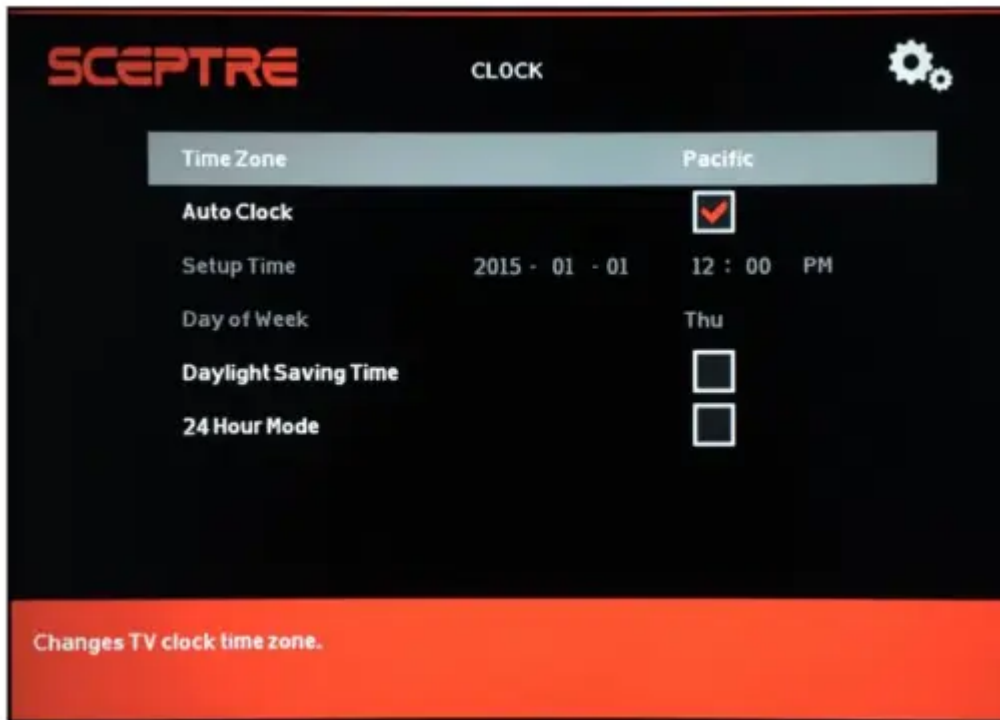 SCEPTRE
CLOCK
Time Zone Pacific
Auto Clock
Setup Time 2015 - 01 - 01 12 : 00 PM
Day of Week Thu
Daylight Saving Time
24 Hour Mode
Changes TV clock time zone.